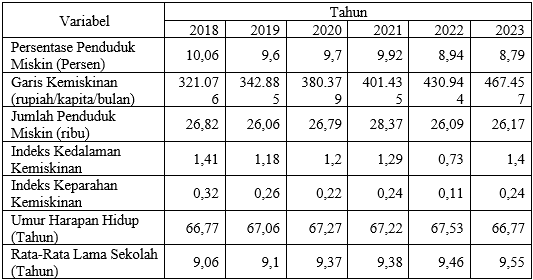 Variabel
Tahun
2018 2019 2020 2021 2022 2023
Persentase Penduduk
Miskin (Persen)
10,06 9,6 9,7 9,92 8,94 8,79
Garis Kemiskinan
(rupiah/kapita/bulan)
321.07 342.88 380.37 401.43 430.94 467.45
6 5 9 5 4 7
Jumlah Penduduk
Miskin (ribu)
26,82 26,06 26,79 28,37 26,09 26,17
Indeks Kedalaman
Kemiskinan
1,41 1,18 1,2 1,29 0,73 1,4
Indeks Keparahan
Kemiskinan
0,32 0,26 0,22 0,24 0,11 0,24
Umur Harapan Hidup
(Tahun)
66,77 67,06 67,27 67,22 67,53 66,77
Rata-Rata Lama Sekolah
(Tahun)
9,06 9,1 9,37 9,38 9,46 9,55